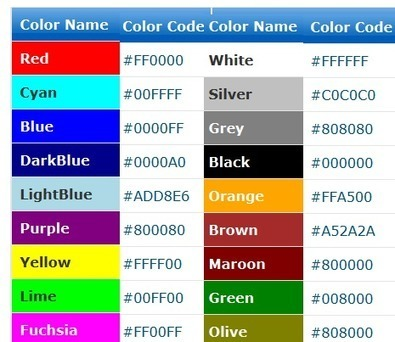 Color Name Color Code Color Name Color Code
Red #FF0000 White #FFFFFF
Cyan #00FFFF Silver #C0C0C0
Blue #0000FF Grey #808080
DarkBlue #0000A0 Black #000000
LightBlue #ADD8E6 Orange #FFA500
Purple #800080 Brown #A52A2A
Yellow #FFFF00 Maroon #800000
Lime #00FF00 Green #008000
Fuchsia #FF00FF Olive #808000